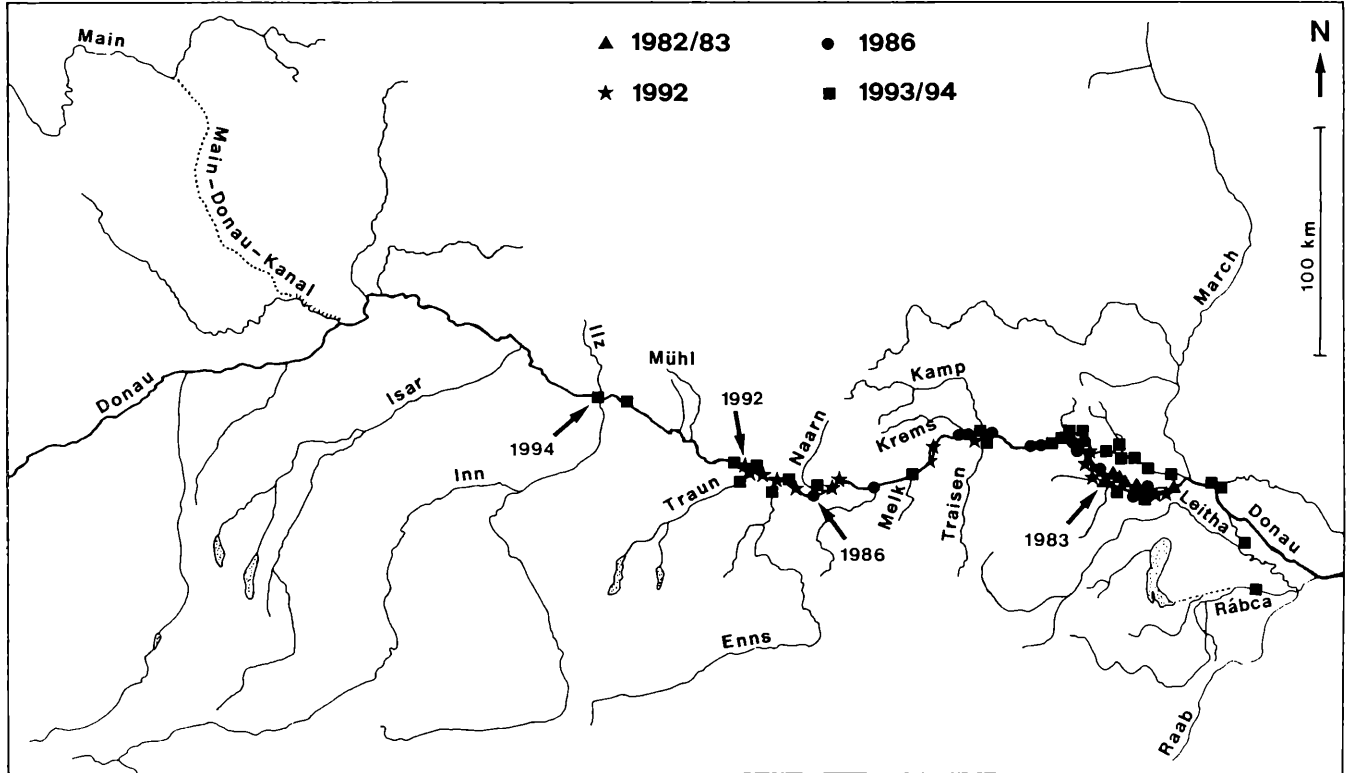 Main
1982/83
1986
N
1992
1993/94
Main-Donau-Kanal
100 km
March
Ilz
Mühl
Donau
Isar
Kamp
1992
Naarn
Krems
1994
Inn
Traun
Melk
Traisen
1986
1983
Leitha
Donau
Rábca
Enns
Raab